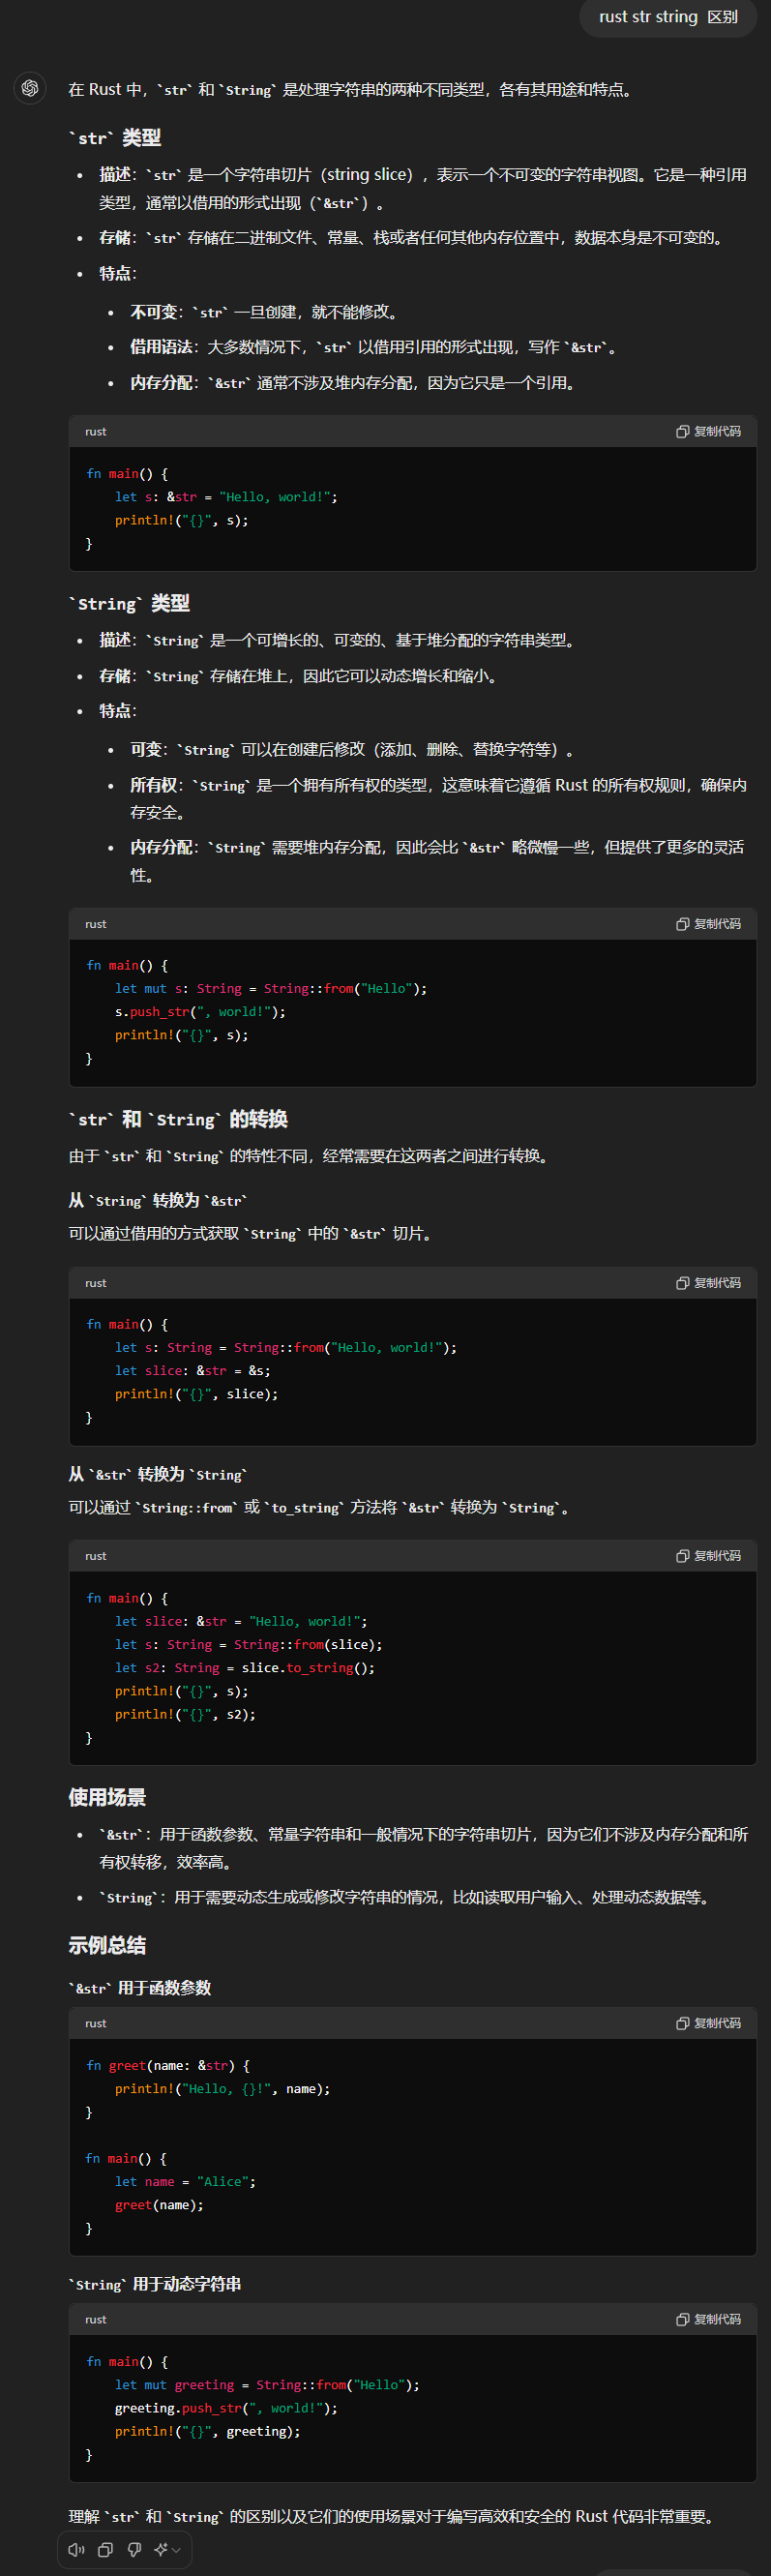 rust str string 区别
在 Rust 中，`str` 和 `String` 是处理字符串的两种不同类型，各有其用途和特点。
`str` 类型
• 描述：`str` 是一个字符串切片（string slice），表示一个不可变的字符串视图。它是一种引用
类型，通常以借用的形式出现（`&str`）。
• 存储：`str` 存储在二进制文件、常量、栈或者任何其他内存位置中，数据本身是不可变的。
• 特点：
• 不可变：`str` 一旦创建，就不能修改。
• 借用语法：大多数情况下，`str` 以借用引用的形式出现，写作 `&str`。
• 内存分配：`&str` 通常不涉及堆内存分配，因为它只是一个引用。
rust 复制代码
fn main() {
    let s: &str = "Hello, world!";
    println!("{}", s);
}
`String` 类型
• 描述：`String` 是一个可增长的、可变的、基于堆分配的字符串类型。
• 存储：`String` 存储在堆上，因此它可以动态增长和缩小。
• 特点：
• 可变：`String` 可以在创建后修改（添加、删除、替换字符等）。
• 所有权：`String` 是一个拥有所有权的类型，这意味着它遵循 Rust 的所有权规则，确保内
存安全。
• 内存分配：`String` 需要堆内存分配，因此会比 `&str` 略微慢一些，但提供了更多的灵活
性。
rust 复制代码
fn main() {
    let mut s: String = String::from("Hello");
    s.push_str(", world!");
    println!("{}", s);
}
`str` 和 `String` 的转换
由于 `str` 和 `String` 的特性不同，经常需要在这两者之间进行转换。
从 `String` 转换为 `&str`
可以通过借用的方式获取 `String` 中的 `&str` 切片。
rust 复制代码
fn main() {
    let s: String = String::from("Hello, world!");
    let slice: &str = &s;
    println!("{}", slice);
}
从 `&str` 转换为 `String`
可以通过 `String::from` 或 `to_string` 方法将 `&str` 转换为 `String`。
rust 复制代码
fn main() {
    let slice: &str = "Hello, world!";
    let s: String = String::from(slice);
    let s2: String = slice.to_string();
    println!("{}", s);
    println!("{}", s2);
}
使用场景
• `&str`：用于函数参数、常量字符串和一般情况下的字符串切片，因为它们不涉及内存分配和所
有权转移，效率高。
• `String`：用于需要动态生成或修改字符串的情况，比如读取用户输入、处理动态数据等。
示例总结
`&str` 用于函数参数
rust 复制代码
fn greet(name: &str) {
    println!("Hello, {}!", name);
}
fn main() {
    let name = "Alice";
    greet(name);
}
`String` 用于动态字符串
rust 复制代码
fn main() {
    let mut greeting = String::from("Hello");
    greeting.push_str(", world!");
    println!("{}", greeting);
}
理解 `str` 和 `String` 的区别以及它们的使用场景对于编写高效和安全的 Rust 代码非常重要。